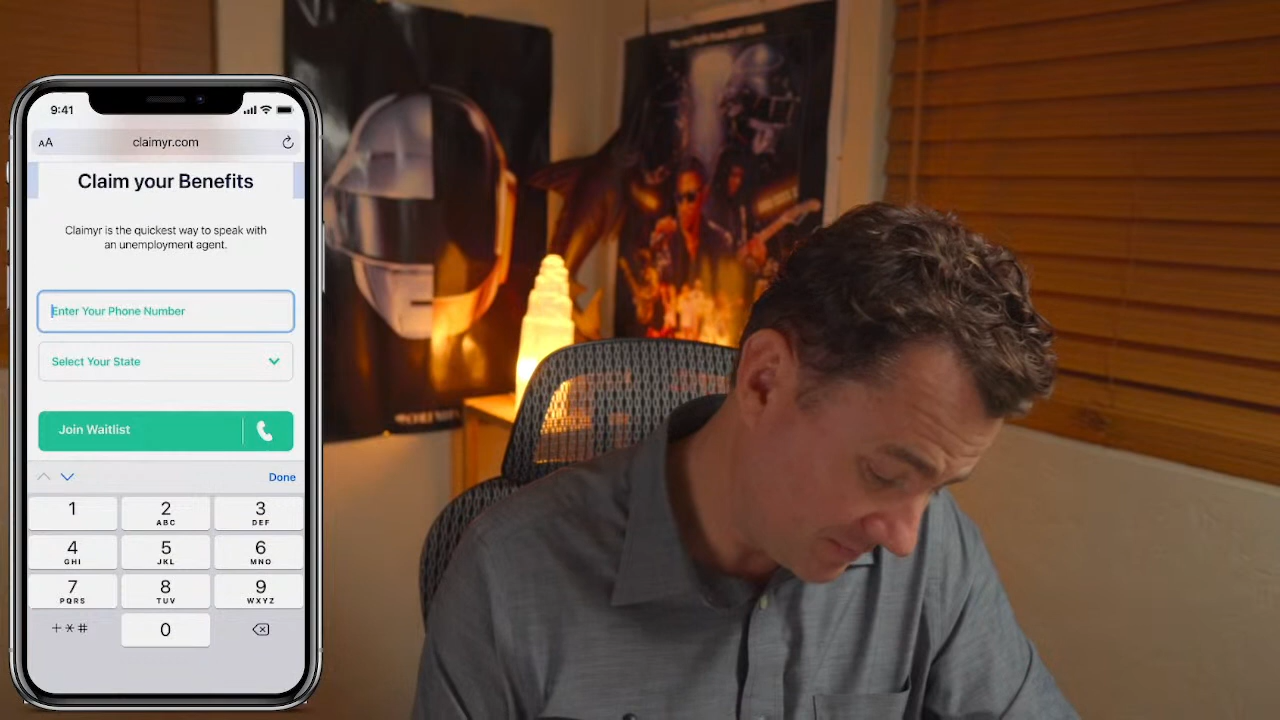 9:41
AA
claimyr.com
Claim your Benefits
Claimyr is the quickest way to speak with
an unemployment agent.
Enter Your Phone Number
Select Your State
Join Waitlist
Done
1
2
ABC
3
DEF
4
GHI
5
JKL
6
MNO
7
PQRS
8
TUV
9
WXYZ
+*#
0